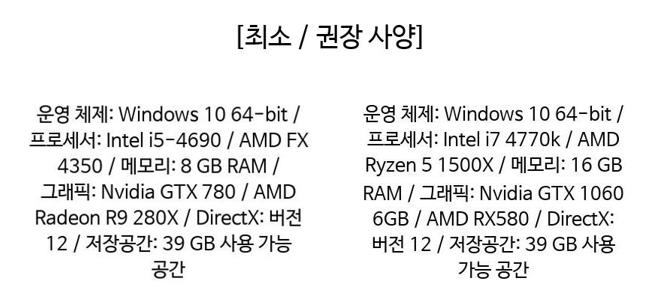 [최소 / 권장 사양]
운영 체제: Windows 10 64-bit /
프로세서: Intel i5-4690 / AMD FX
4350 / 메모리: 8 GB RAM /
그래픽: Nvidia GTX 780 / AMD
Radeon R9 280X / DirectX: 버전
12 / 저장공간: 39 GB 사용 가능
공간
운영 체제: Windows 10 64-bit /
프로세서: Intel i7 4770k / AMD
Ryzen 5 1500X / 메모리: 16 GB
RAM / 그래픽: Nvidia GTX 1060
6GB / AMD RX580 / DirectX:
버전 12 / 저장공간: 39 GB 사용
가능 공간